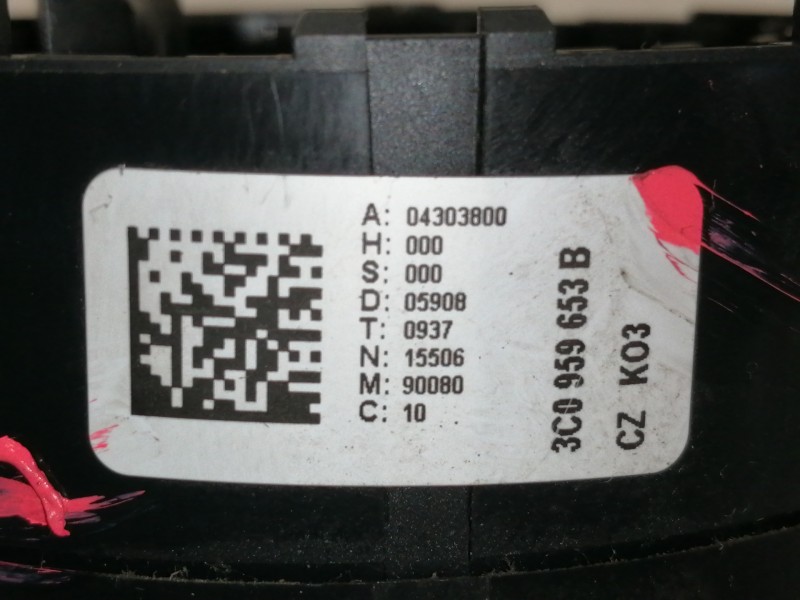 A: 04303800
H: 000
S: 000
D: 05908
T: 0937
N: 15506
M: 90080
C: 10
3C0 959 653 B
CZ K03